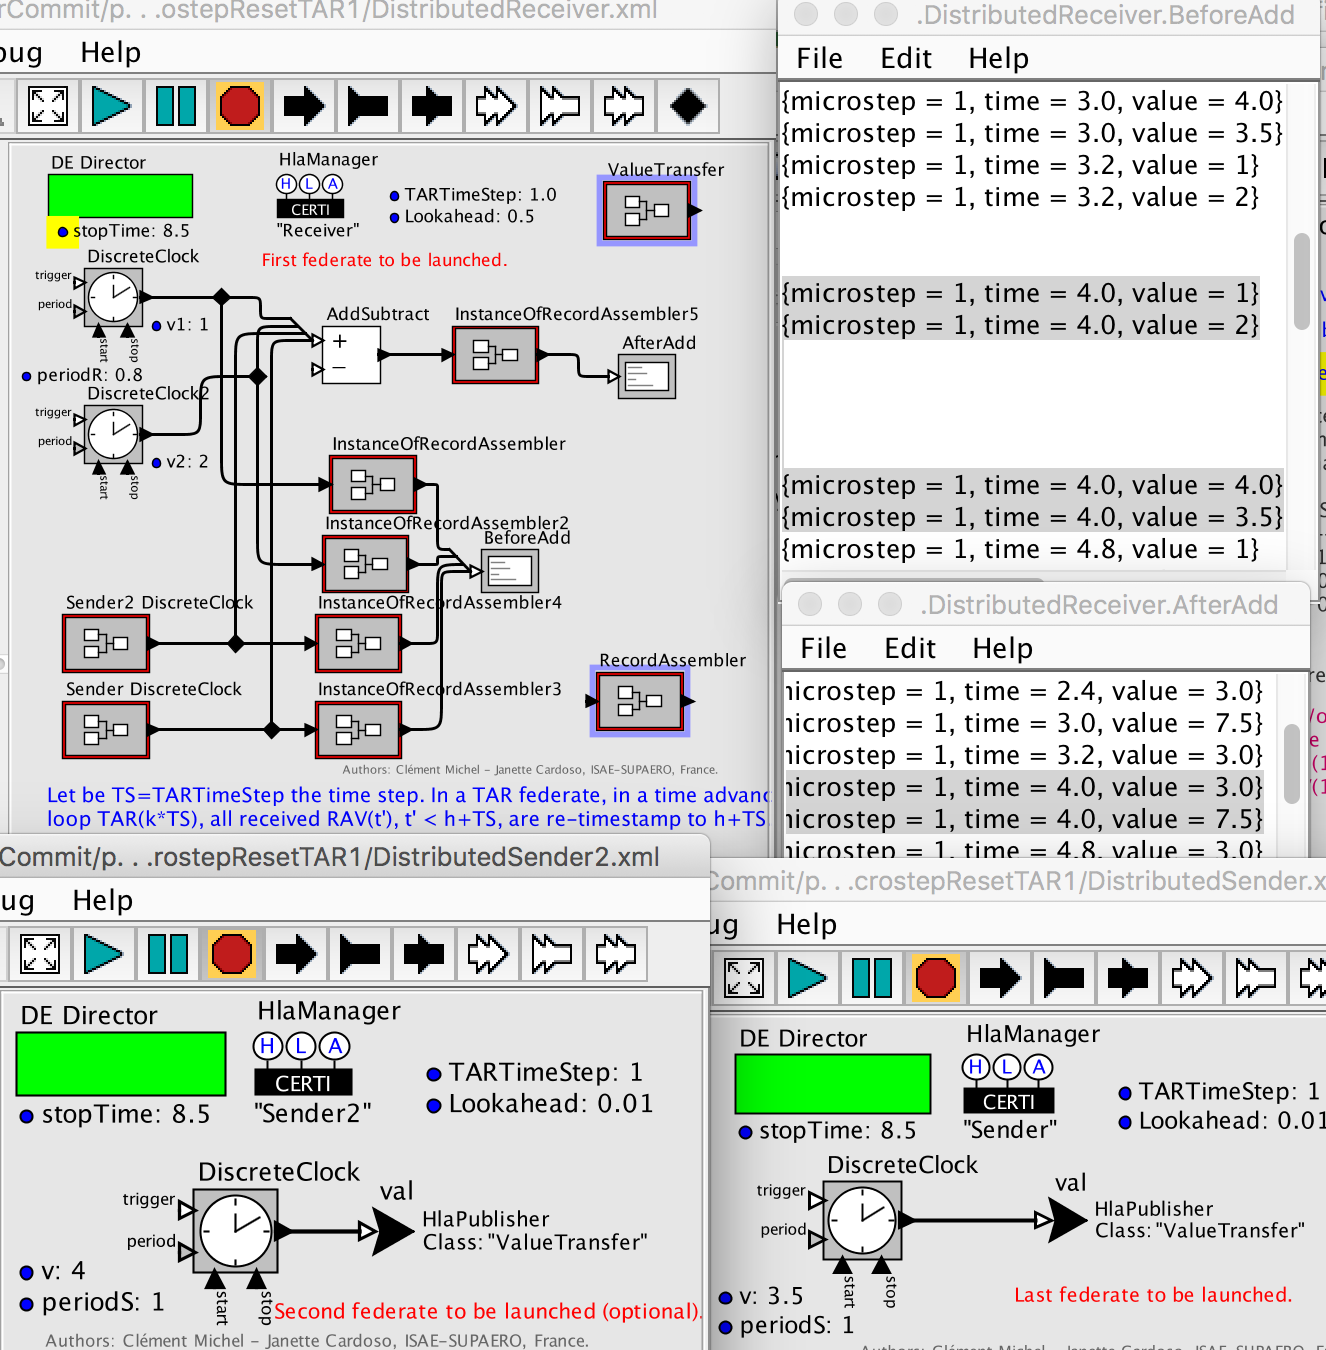 rCommit/p. . .ostepResetTAR1/DistributedReceiver.xml
bug Help
DE Director
stopTime: 8.5
HlaManager
H L A
CERTI
"Receiver"
TARTimeStep: 1.0
Lookahead: 0.5
First federate to be launched.
ValueTransfer
DiscreteClock
trigger
period
start
stop
v1: 1
periodR: 0.8
DiscreteClock2
trigger
period
start
stop
v2: 2
AddSubtract
+
−
InstanceOfRecordAssembler5
AfterAdd
InstanceOfRecordAssembler
InstanceOfRecordAssembler2
BeforeAdd
Sender2 DiscreteClock
InstanceOfRecordAssembler4
Sender DiscreteClock
InstanceOfRecordAssembler3
RecordAssembler
Authors: Clément Michel – Janette Cardoso, ISAE-SUPAERO, France.
Let be TS=TARTimeStep the time step. In a TAR federate, in a time advanc
loop TAR(k*TS), all received RAV(t'), t' < h+TS, are re-timestamp to h+TS
.DistributedReceiver.BeforeAdd
File Edit Help
{microstep = 1, time = 3.0, value = 4.0}
{microstep = 1, time = 3.0, value = 3.5}
{microstep = 1, time = 3.2, value = 1}
{microstep = 1, time = 3.2, value = 2}
{microstep = 1, time = 4.0, value = 1}
{microstep = 1, time = 4.0, value = 2}
{microstep = 1, time = 4.0, value = 4.0}
{microstep = 1, time = 4.0, value = 3.5}
{microstep = 1, time = 4.8, value = 1}
.DistributedReceiver.AfterAdd
File Edit Help
nicrostep = 1, time = 2.4, value = 3.0}
nicrostep = 1, time = 3.0, value = 7.5}
nicrostep = 1, time = 3.2, value = 3.0}
nicrostep = 1, time = 4.0, value = 3.0}
nicrostep = 1, time = 4.0, value = 7.5}
nicrostep = 1, time = 4.8, value = 3.0}
Commit/p. . .rostepResetTAR1/DistributedSender2.xml
ug Help
DE Director
stopTime: 8.5
HlaManager
H L A
CERTI
"Sender2"
TARTimeStep: 1
Lookahead: 0.01
DiscreteClock
trigger
period
start
stop
val
HlaPublisher
Class: "ValueTransfer"
v: 4
periodS: 1
Second federate to be launched (optional).
Authors: Clément Michel – Janette Cardoso, ISAE-SUPAERO, France.
Commit/p. . .crostepResetTAR1/DistributedSender.x
ug Help
DE Director
stopTime: 8.5
HlaManager
H L A
CERTI
"Sender"
TARTimeStep: 1
Lookahead: 0.01
DiscreteClock
trigger
period
start
stop
val
HlaPublisher
Class: "ValueTransfer"
v: 3.5
periodS: 1
Last federate to be launched.